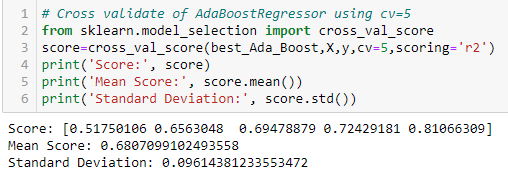 1 # Cross validate of AdaBoostRegressor using cv=5
2 from sklearn.model_selection import cross_val_score
3 score=cross_val_score(best_Ada_Boost,X,y,cv=5,scoring='r2')
4 print('Score:', score)
5 print('Mean Score:', score.mean())
6 print('Standard Deviation:', score.std())
Score: [0.51750106 0.6563048  0.69478879 0.72429181 0.81066309]
Mean Score: 0.6807099102493558
Standard Deviation: 0.09614381233553472